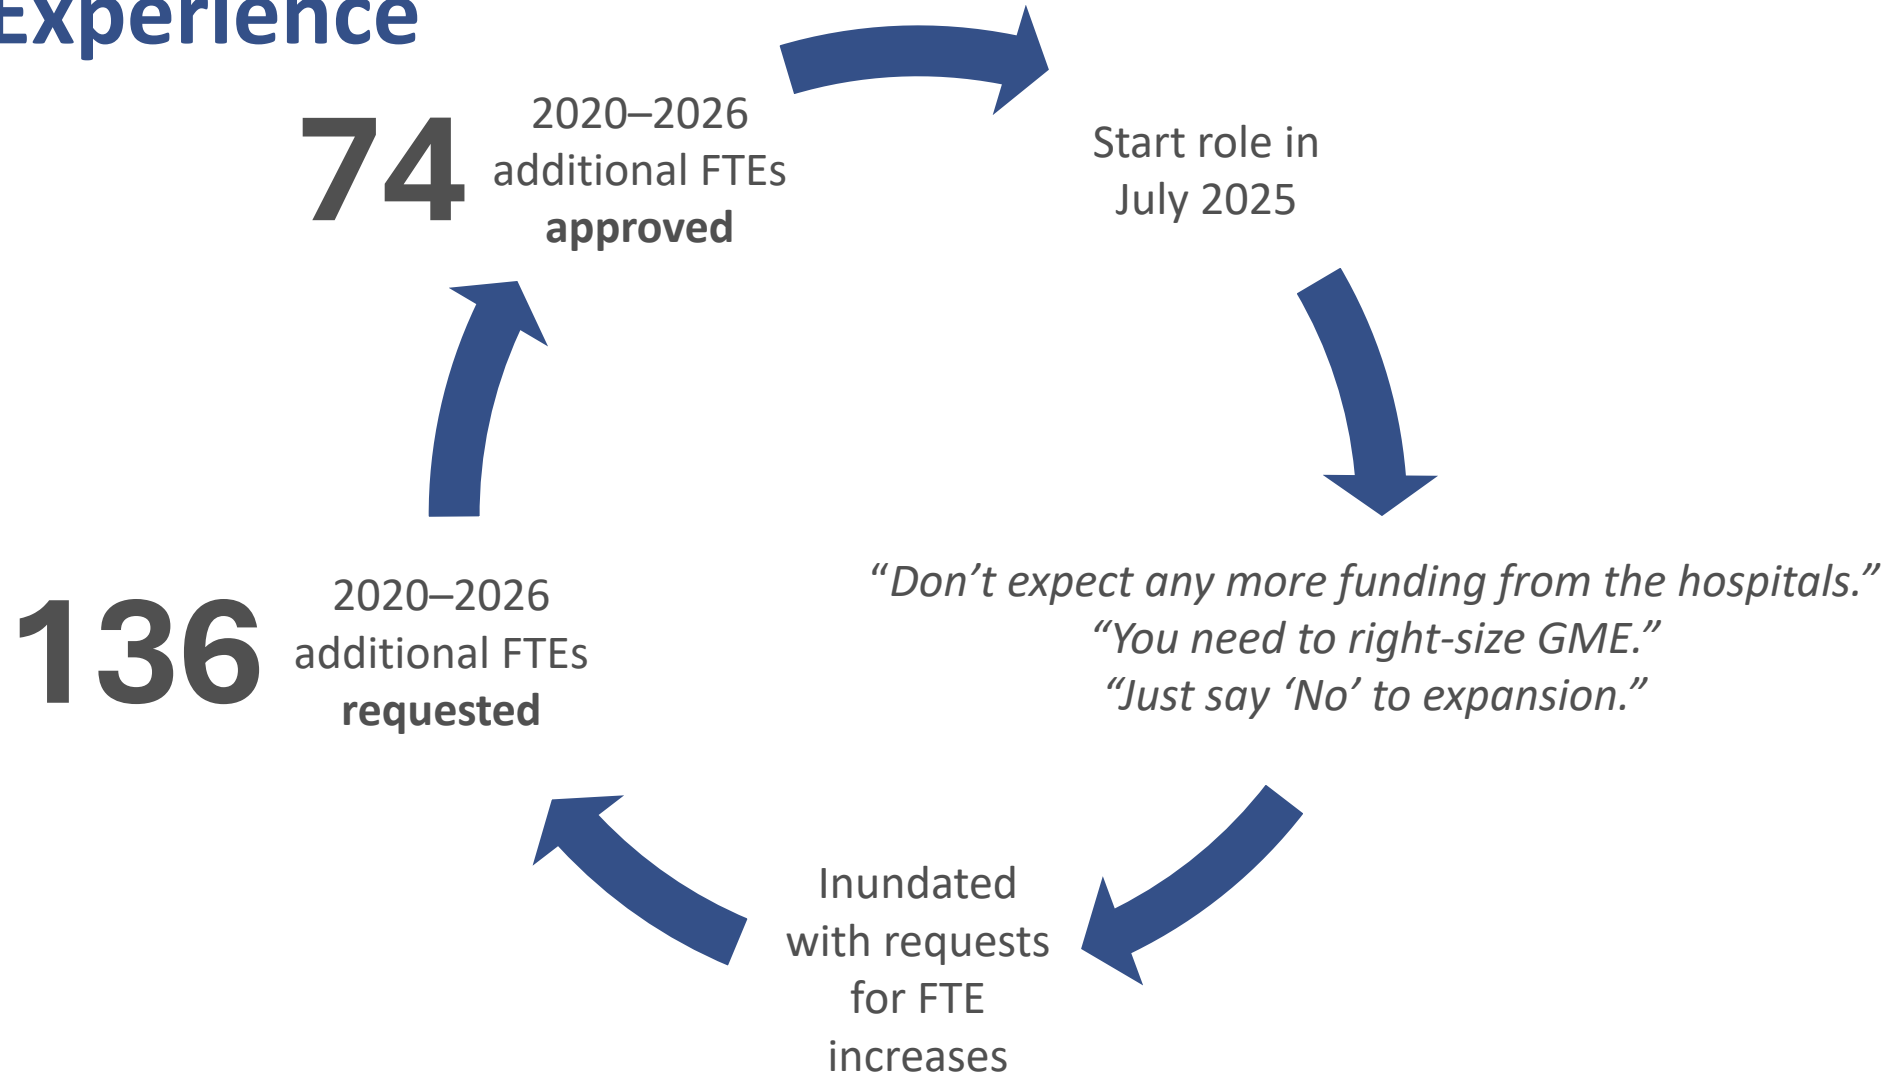 Experience
74
2020–2026
additional FTEs
approved
Start role in
July 2025
“Don’t expect any more funding from the hospitals.”
“You need to right-size GME.”
“Just say ‘No’ to expansion.”
Inundated
with requests
for FTE
increases
136
2020–2026
additional FTEs
requested